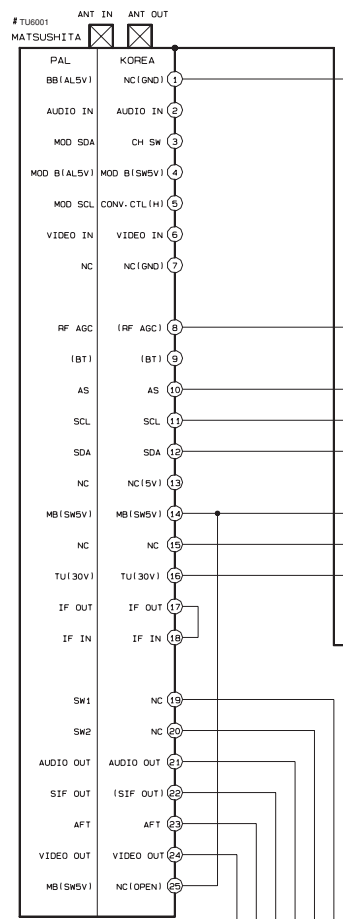 ANT IN ANT OUT
# TU6001
MATSUSHITA
PAL KOREA
BB(AL5V) NC(GND) 1
AUDIO IN AUDIO IN 2
MOD SDA CH SW 3
MOD B(AL5V) MOD B(SW5V) 4
MOD SCL CONV.CTL(H) 5
VIDEO IN VIDEO IN 6
NC NC(GND) 7
RF AGC (RF AGC) 8
(BT) (BT) 9
AS AS 10
SCL SCL 11
SDA SDA 12
NC NC(5V) 13
MB(SW5V) MB(SW5V) 14
NC NC 15
TU(30V) TU(30V) 16
IF OUT IF OUT 17
IF IN IF IN 18
SW1 NC 19
SW2 NC 20
AUDIO OUT AUDIO OUT 21
SIF OUT (SIF OUT) 22
AFT AFT 23
VIDEO OUT VIDEO OUT 24
MB(SW5V) NC(OPEN) 25